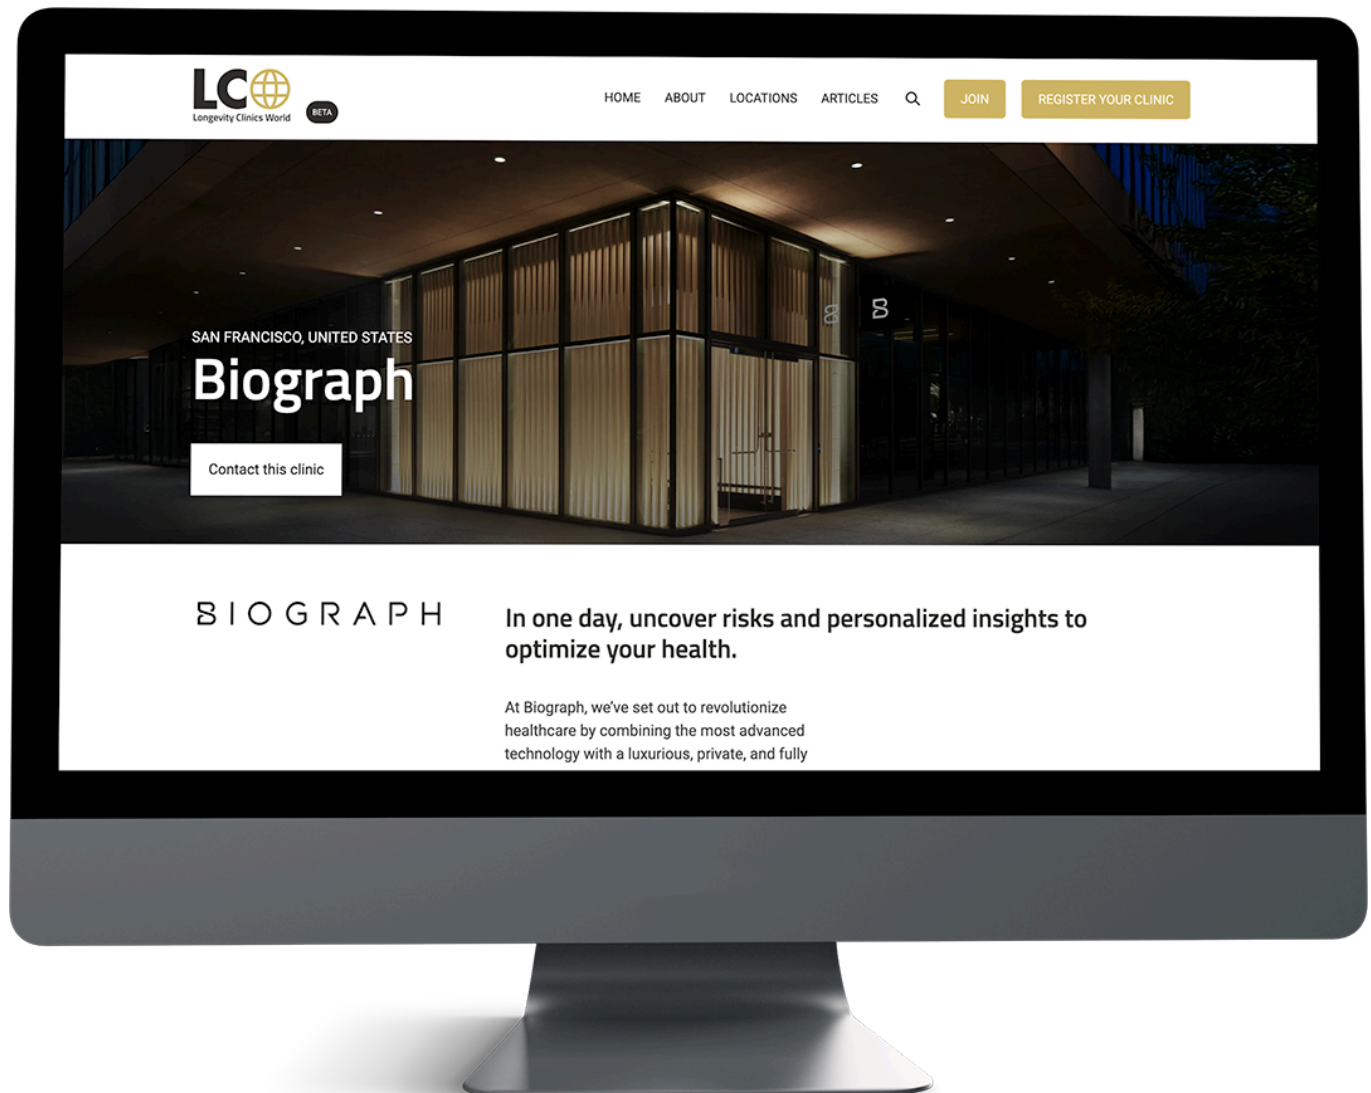 LC
Longevity Clinics World
BETA
HOME ABOUT LOCATIONS ARTICLES JOIN REGISTER YOUR CLINIC
SAN FRANCISCO, UNITED STATES
Biograph
Contact this clinic
BIOGRAPH
In one day, uncover risks and personalized insights to
optimize your health.
At Biograph, we've set out to revolutionize
healthcare by combining the most advanced
technology with a luxurious, private, and fully